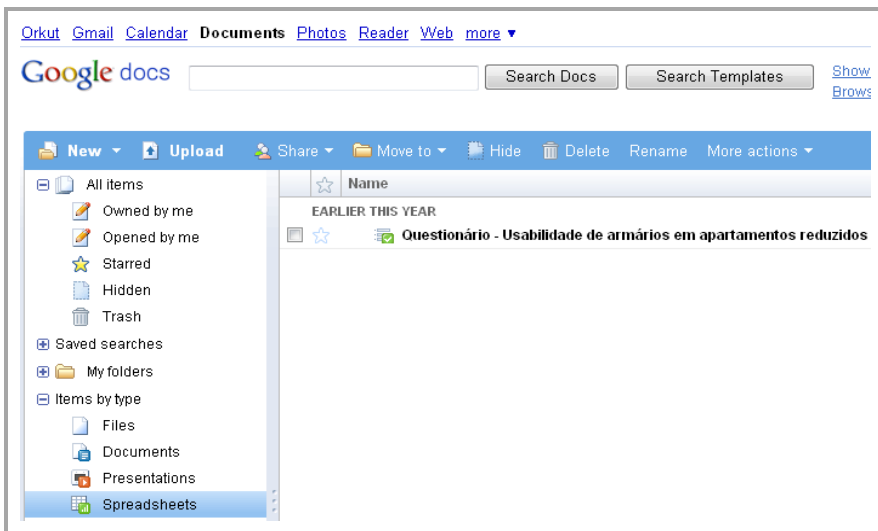 Orkut Gmail Calendar Documents Photos Reader Web more ▼
Google docs Search Docs Search Templates Show
Brows
New Upload Share Move to Hide Delete Rename More actions
All items
Name
Owned by me
EARLIER THIS YEAR
Opened by me
Questionário - Usabilidade de armários em apartamentos reduzidos
Starred
Hidden
Trash
Saved searches
My folders
Items by type
Files
Documents
Presentations
Spreadsheets